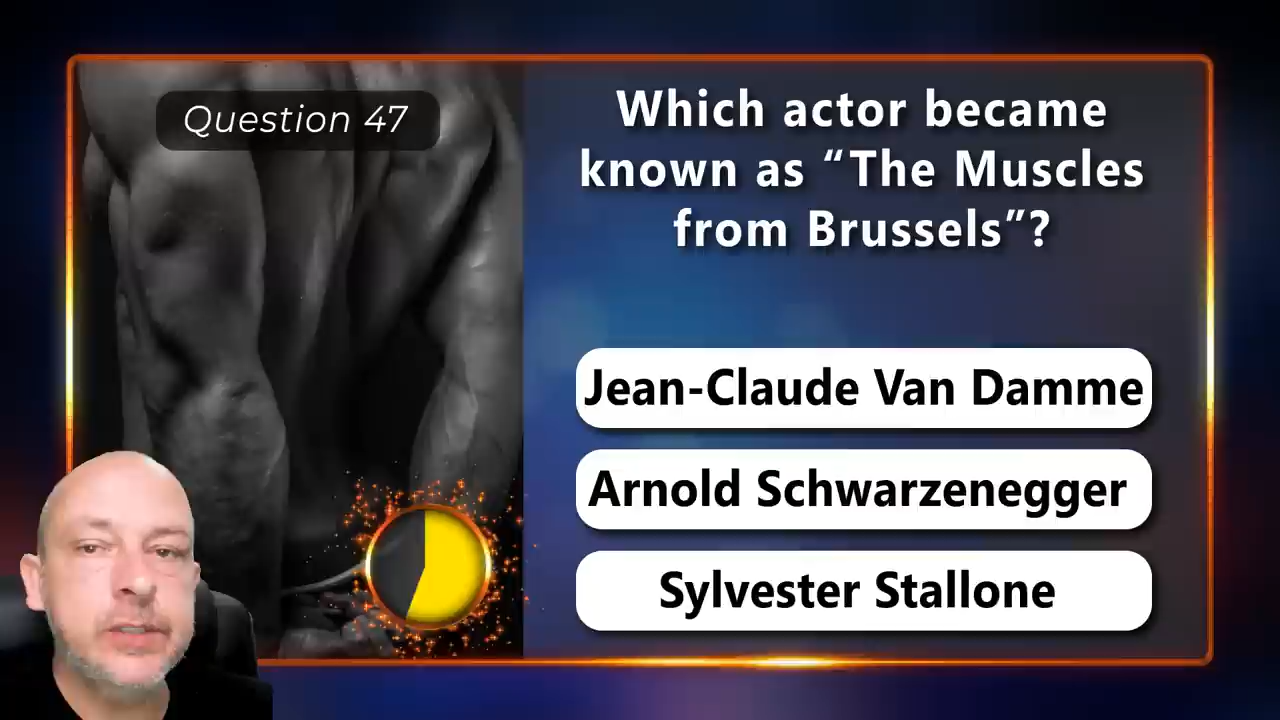 Question 47
Which actor became
known as “The Muscles
from Brussels”?
Jean-Claude Van Damme
Arnold Schwarzenegger
Sylvester Stallone